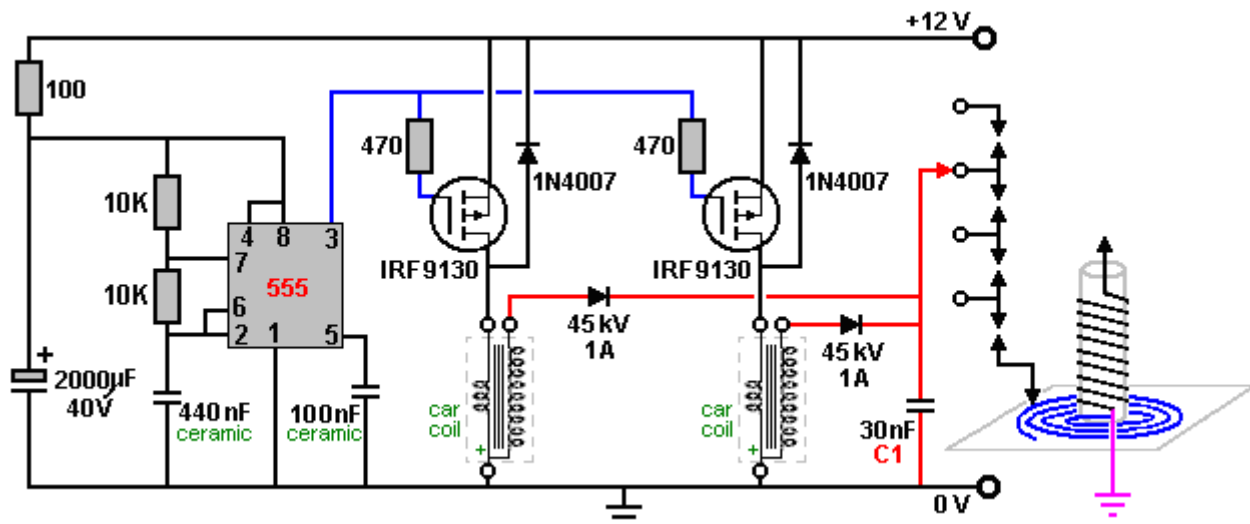 +12 V
100
470
470
1N4007
1N4007
10K
4 8 3
7
IRF9130
IRF9130
10K
555
6
2 1 5
45 kV
1A
45 kV
1A
+
2000µF
40V
440 nF
ceramic
100nF
ceramic
car
coil
+
car
coil
+
30nF
C1
0 V